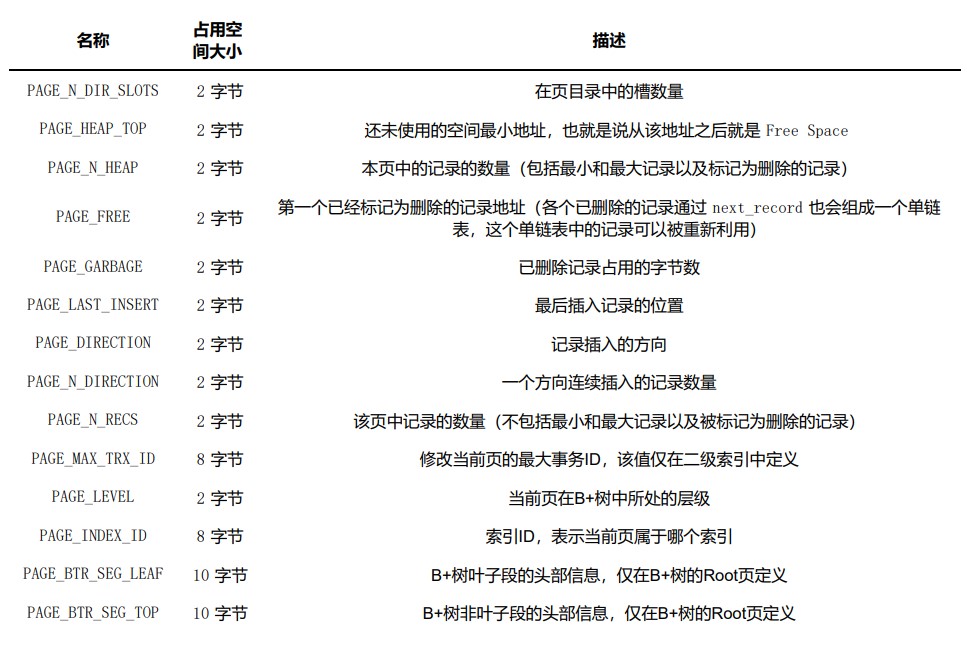 名称 占用空间大小 描述
PAGE_N_DIR_SLOTS 2 字节 在页目录中的槽数量
PAGE_HEAP_TOP 2 字节 还未使用的空间最小地址，也就是说从该地址之后就是 Free Space
PAGE_N_HEAP 2 字节 本页中的记录的数量（包括最小和最大记录以及标记为删除的记录）
PAGE_FREE 2 字节 第一个已经标记为删除的记录地址（各个已删除的记录通过 next_record 也会组成一个单链
表，这个单链表中的记录可以被重新利用）
PAGE_GARBAGE 2 字节 已删除记录占用的字节数
PAGE_LAST_INSERT 2 字节 最后插入记录的位置
PAGE_DIRECTION 2 字节 记录插入的方向
PAGE_N_DIRECTION 2 字节 一个方向连续插入的记录数量
PAGE_N_RECS 2 字节 该页中记录的数量（不包括最小和最大记录以及被标记为删除的记录）
PAGE_MAX_TRX_ID 8 字节 修改当前页的最大事务ID，该值仅在二级索引中定义
PAGE_LEVEL 2 字节 当前页在B+树中所处的层级
PAGE_INDEX_ID 8 字节 索引ID，表示当前页属于哪个索引
PAGE_BTR_SEG_LEAF 10 字节 B+树叶子段的头部信息，仅在B+树的Root页定义
PAGE_BTR_SEG_TOP 10 字节 B+树非叶子段的头部信息，仅在B+树的Root页定义